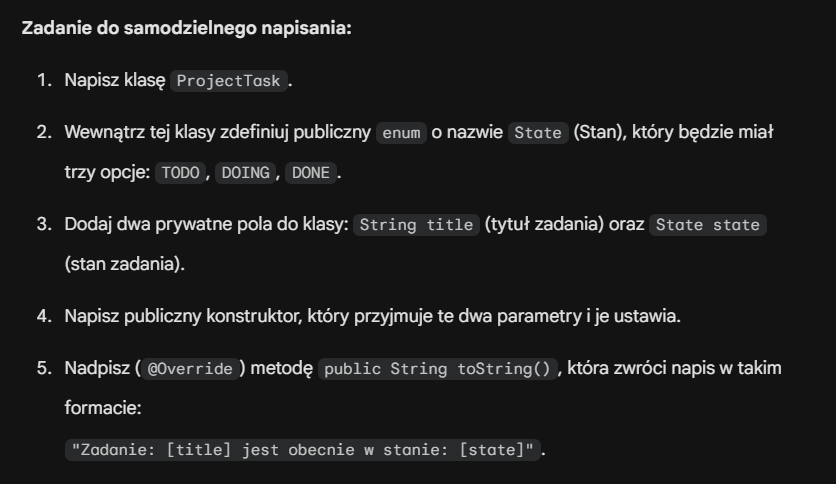 Zadanie do samodzielnego napisania:
1. Napisz klasę ProjectTask.
2. Wewnątrz tej klasy zdefiniuj publiczny enum o nazwie State (Stan), który będzie miał
trzy opcje: TODO, DOING, DONE.
3. Dodaj dwa prywatne pola do klasy: String title (tytuł zadania) oraz State state
(stan zadania).
4. Napisz publiczny konstruktor, który przyjmuje te dwa parametry i je ustawia.
5. Nadpisz (@Override) metodę public String toString(), która zwróci napis w takim
formacie:
"Zadanie: [title] jest obecnie w stanie: [state]".